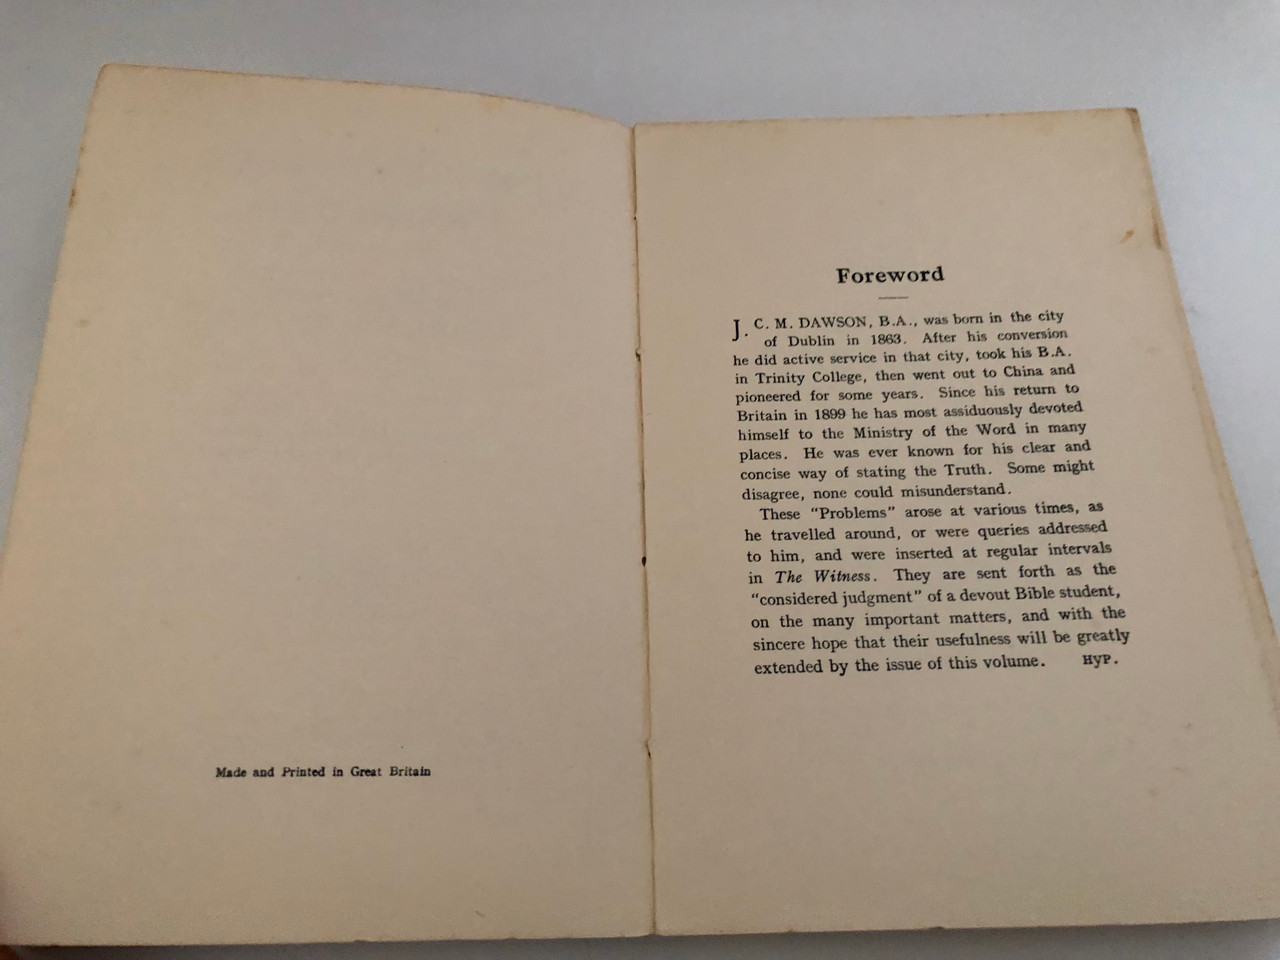 Made and Printed in Great Britain
Foreword
J. C. M. DAWSON, B.A., was born in the city
of Dublin in 1863. After his conversion
he did active service in that city, took his B.A.
in Trinity College, then went out to China and
pioneered for some years. Since his return to
Britain in 1899 he has most assiduously devoted
himself to the Ministry of the Word in many
places. He was ever known for his clear and
concise way of stating the Truth. Some might
disagree, none could misunderstand.
These "Problems" arose at various times, as
he travelled around, or were queries addressed
to him, and were inserted at regular intervals
in The Witness. They are sent forth as the
"considered judgment" of a devout Bible student,
on the many important matters, and with the
sincere hope that their usefulness will be greatly
extended by the issue of this volume. HyP.